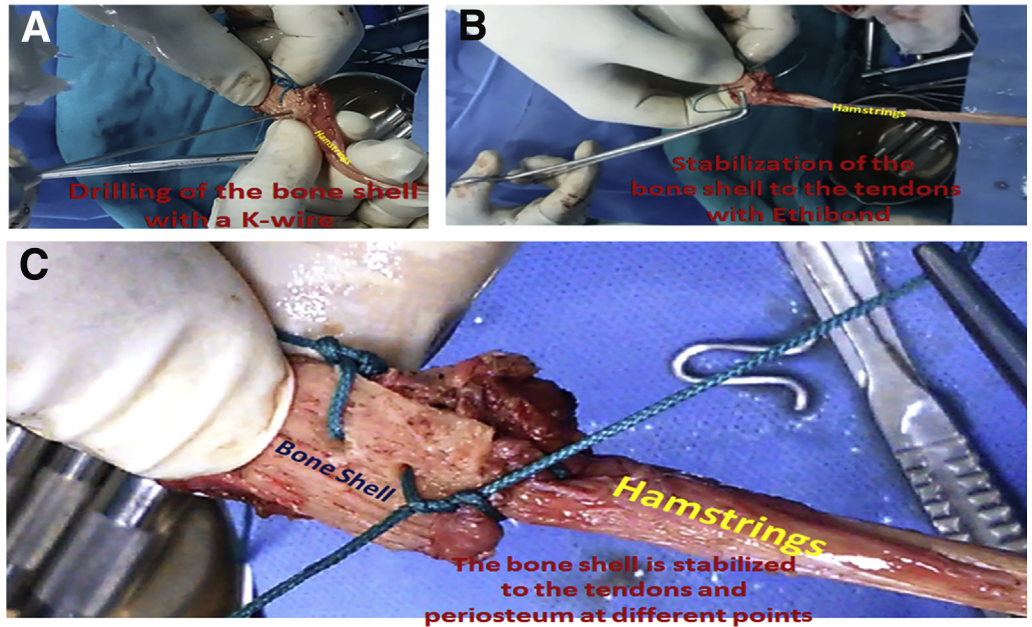 A
Hamstrings
Drilling of the bone shell
with a K-wire
B
Hamstrings
Stabilization of the
bone shell to the tendons
with Ethibond
C
Bone Shell
Hamstrings
The bone shell is stabilized
to the tendons and
periosteum at different points